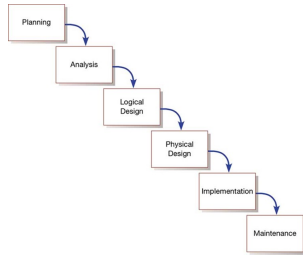 Planning
Analysis
Logical
Design
Physical
Design
Implementation
Maintenance